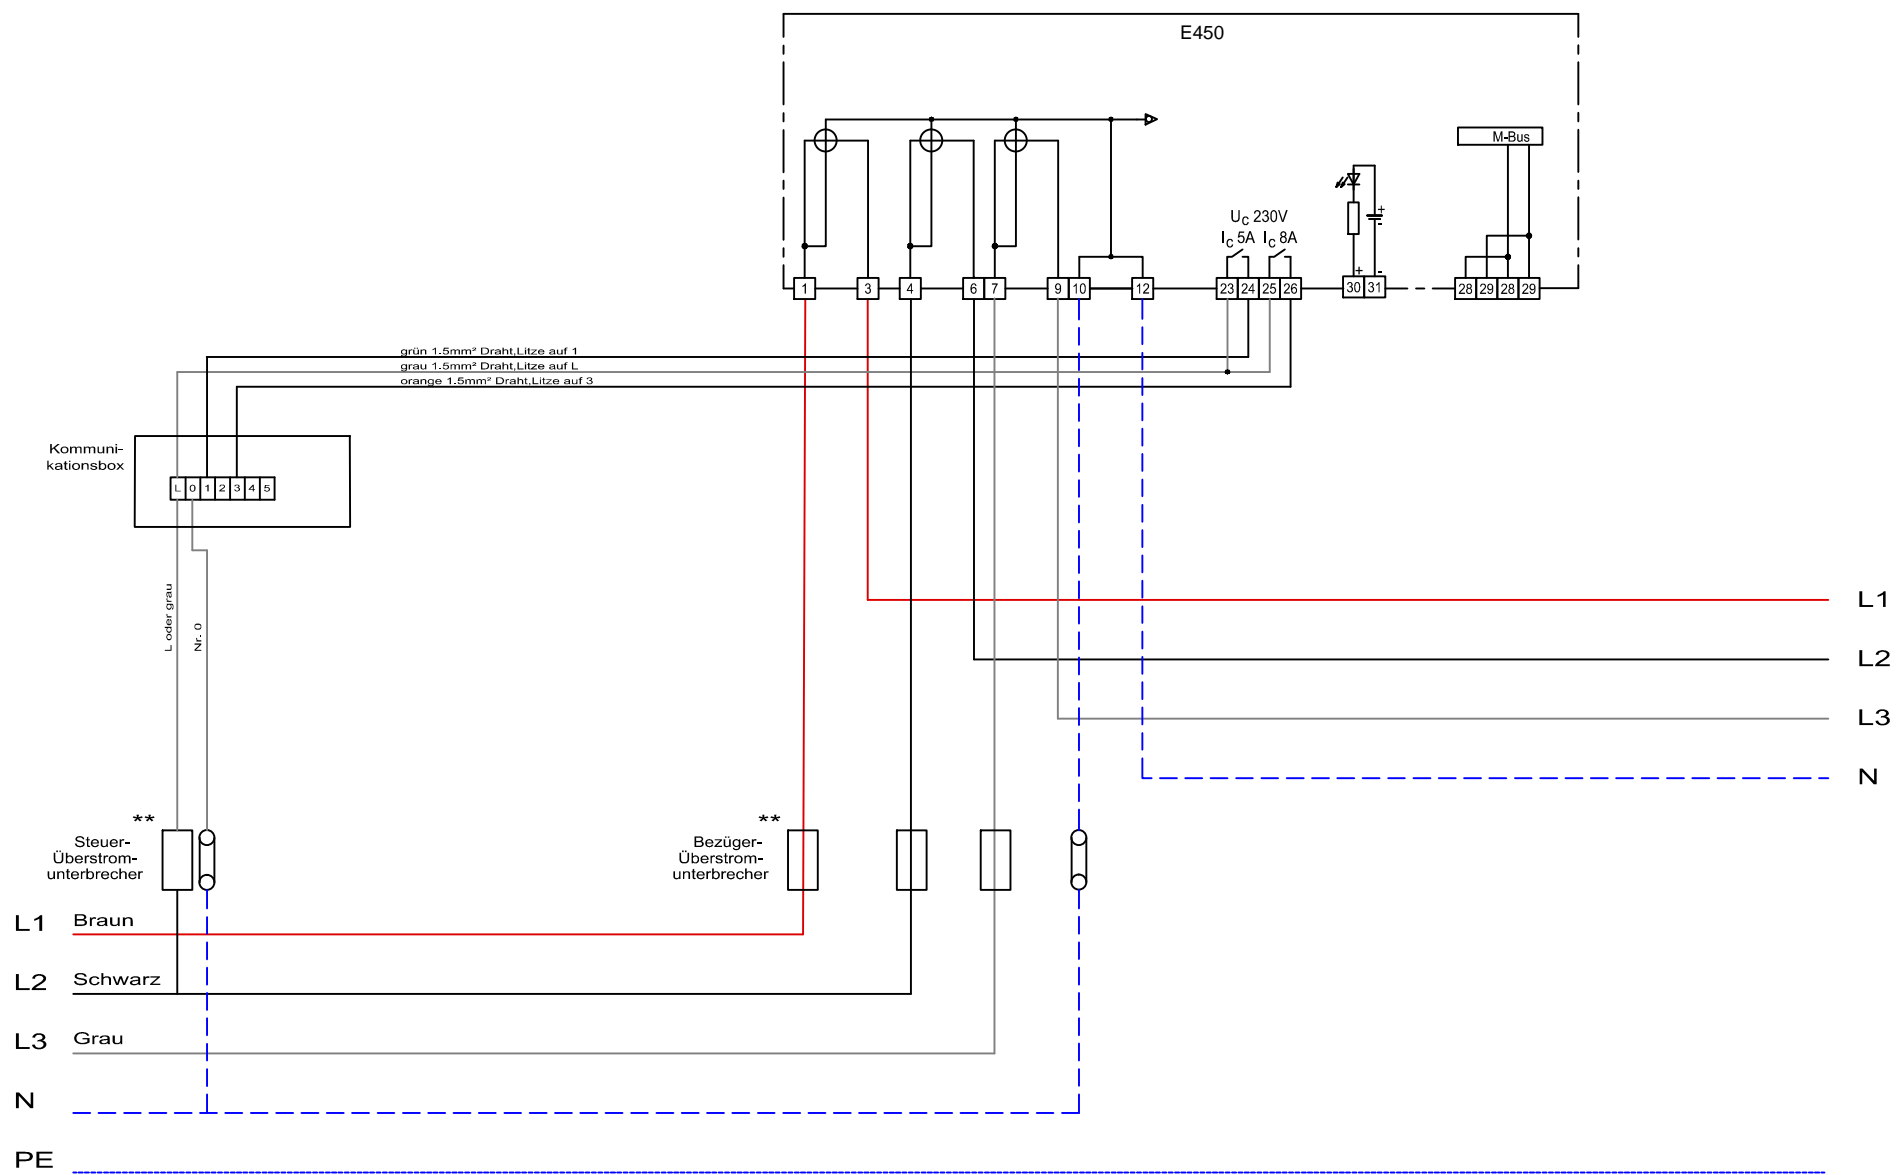 E450
M-Bus
UC 230V
IC 5A IC 8A
+
-
+ -
1 3 4 6 7 9 10 12 23 24 25 26 30 31 28 29 28 29
grün 1.5mm² Draht,Litze auf 1
grau 1.5mm² Draht,Litze auf L
orange 1.5mm² Draht,Litze auf 3
Kommuni-
kationsbox
L 0 1 2 3 4 5
L oder grau
Nr. 0
L1
L2
L3
N
**
Steuer-
Überstrom-
unterbrecher
**
Bezüger-
Überstrom-
unterbrecher
L1 Braun
L2 Schwarz
L3 Grau
N
PE